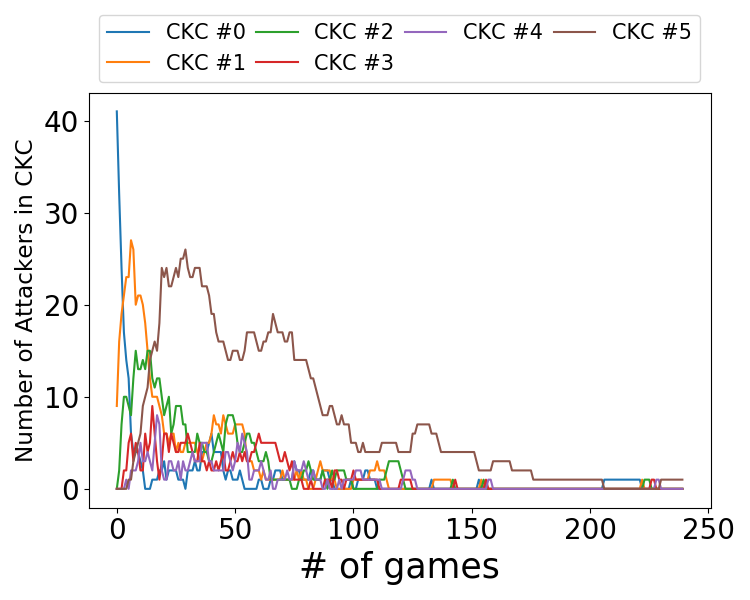 CKC #0 CKC #2 CKC #4 CKC #5
CKC #1 CKC #3
Number of Attackers in CKC
40
30
20
10
0
0 50 100 150 200 250
# of games